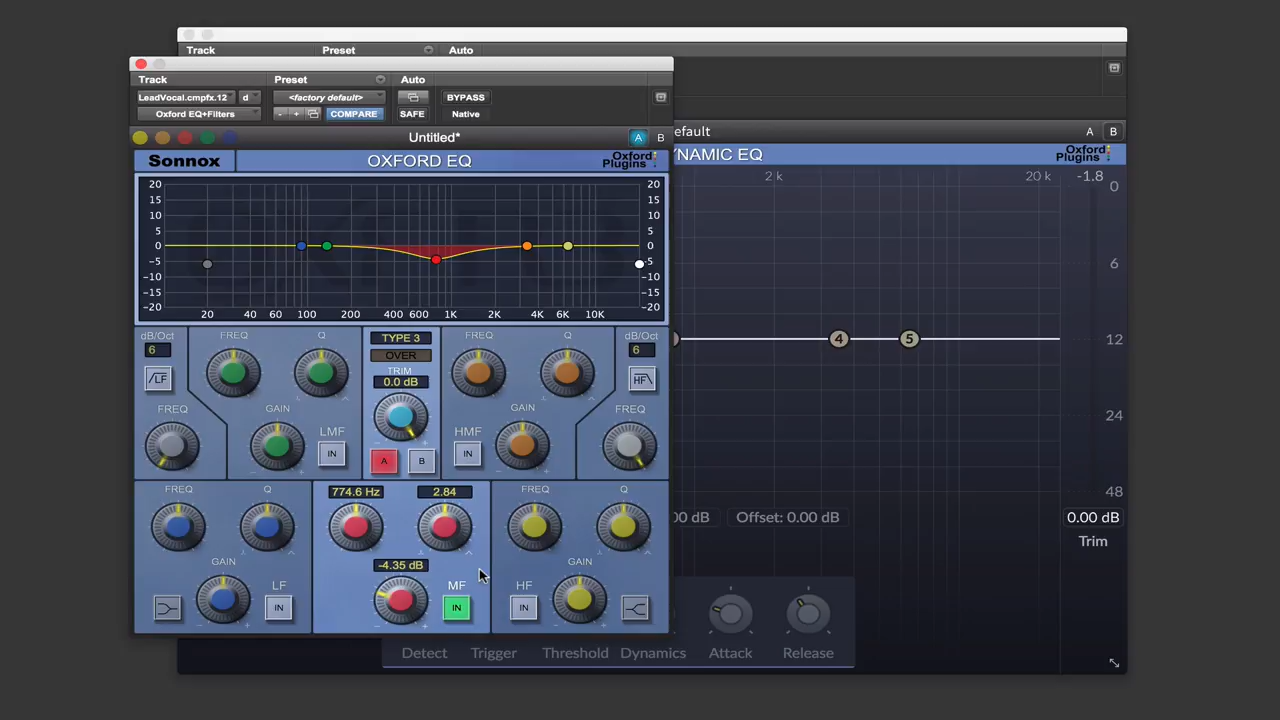 Track Preset Auto
Track Preset Auto
LeadVocal.cmpfx.12 d <factory default> BYPASS
Oxford EQ+Filters - + COMPARE SAFE Native
Untitled* A B
efault A B
Sonnox OXFORD EQ Oxford Plugins
YNAMIC EQ Oxford Plugins
2 k 20 k -1.8
20 20
15 15
10 10
5 5
0 0
-5 -5
-10 -10
-15 -15
-20 -20
20 40 60 100 200 400 600 1K 2K 4K 6K 10K
0
6
12
24
48
4 5
dB/Oct FREQ Q TYPE 3 FREQ Q dB/Oct
6 OVER 6
TRIM
0.0 dB
LF HF
FREQ GAIN GAIN FREQ
LMF HMF
IN A B IN
FREQ Q 774.6 Hz 2.84 FREQ Q
GAIN -4.35 dB GAIN
LF MF HF
IN IN IN
00 dB Offset: 0.00 dB 0.00 dB
Trim
Detect Trigger Threshold Dynamics Attack Release